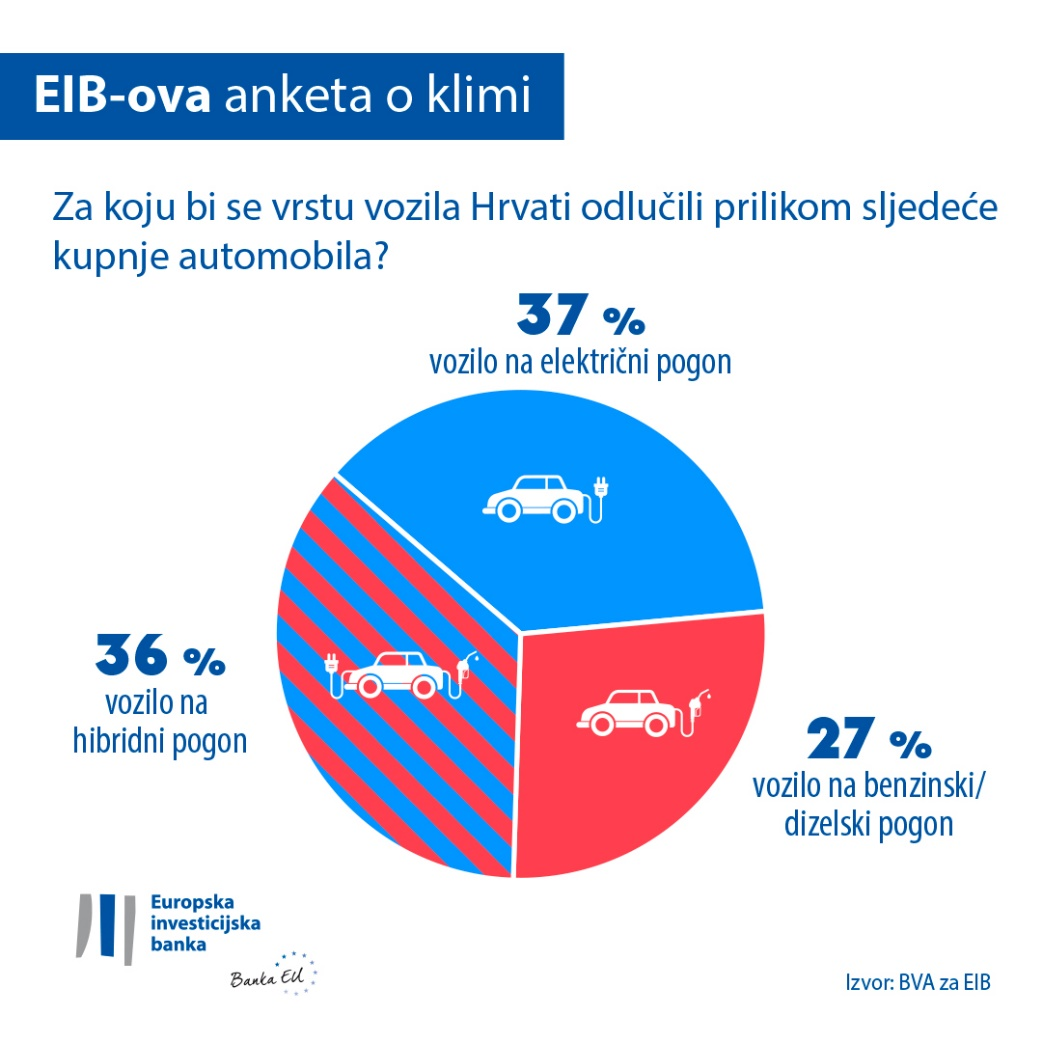 EIB-ova anketa o klimi
Za koju bi se vrstu vozila Hrvati odlučili prilikom sljedeće
kupnje automobila?
37 %
vozilo na električni pogon
36 %
vozilo na
hibridni pogon
27 %
vozilo na benzinski/
dizelski pogon
Europska
investicijska
banka
Banka EU
Izvor: BVA za EIB